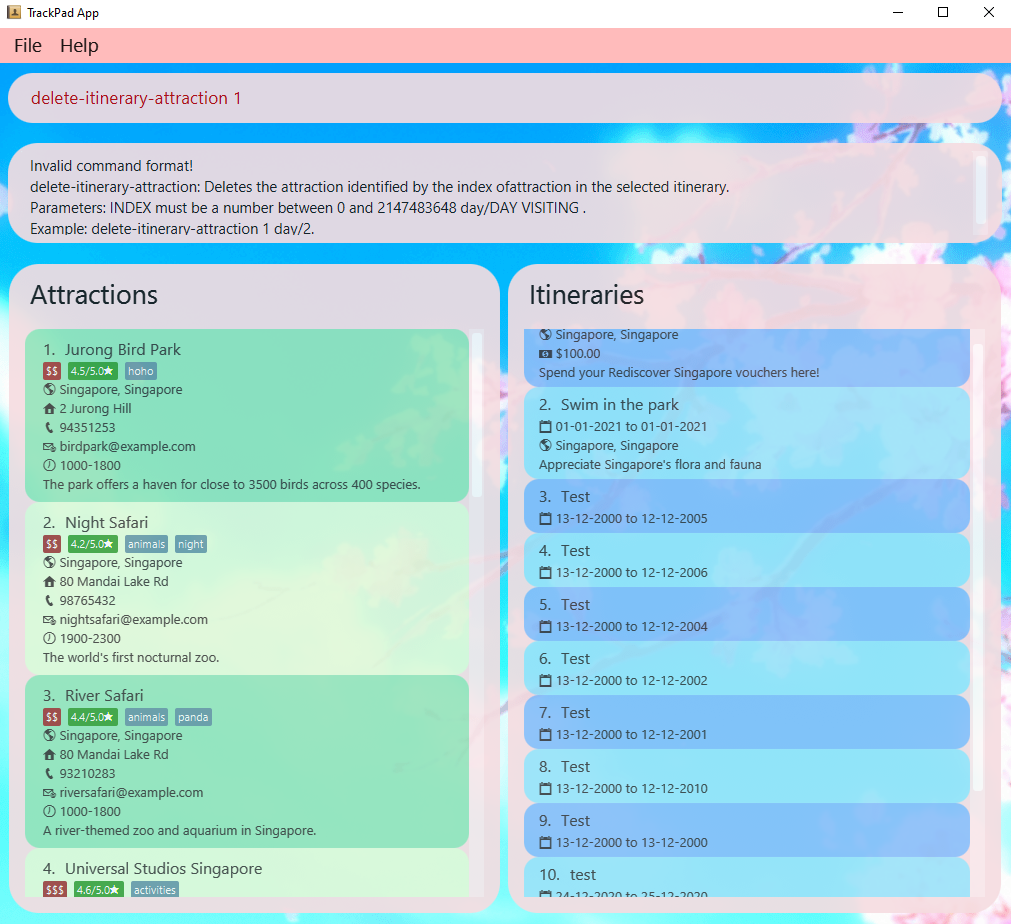 TrackPad App
File Help
delete-itinerary-attraction 1
Invalid command format!
delete-itinerary-attraction: Deletes the attraction identified by the index ofattraction in the selected itinerary.
Parameters: INDEX must be a number between 0 and 2147483648 day/DAY VISITING .
Example: delete-itinerary-attraction 1 day/2.
Attractions
1. Jurong Bird Park
$$ 4.5/5.0★ hoho
Singapore, Singapore
2 Jurong Hill
94351253
birdpark@example.com
1000-1800
The park offers a haven for close to 3500 birds across 400 species.
2. Night Safari
$$ 4.2/5.0★ animals night
Singapore, Singapore
80 Mandai Lake Rd
98765432
nightsafari@example.com
1900-2300
The world's first nocturnal zoo.
3. River Safari
$$ 4.4/5.0★ animals panda
Singapore, Singapore
80 Mandai Lake Rd
93210283
riversafari@example.com
1000-1800
A river-themed zoo and aquarium in Singapore.
4. Universal Studios Singapore
$$$ 4.6/5.0★ activities
Itineraries
Singapore, Singapore
$100.00
Spend your Rediscover Singapore vouchers here!
2. Swim in the park
01-01-2021 to 01-01-2021
Singapore, Singapore
Appreciate Singapore's flora and fauna
3. Test
13-12-2000 to 12-12-2005
4. Test
13-12-2000 to 12-12-2006
5. Test
13-12-2000 to 12-12-2004
6. Test
13-12-2000 to 12-12-2002
7. Test
13-12-2000 to 12-12-2001
8. Test
13-12-2000 to 12-12-2010
9. Test
13-12-2000 to 13-12-2000
10. test
24-12-2020 to 25-12-2020